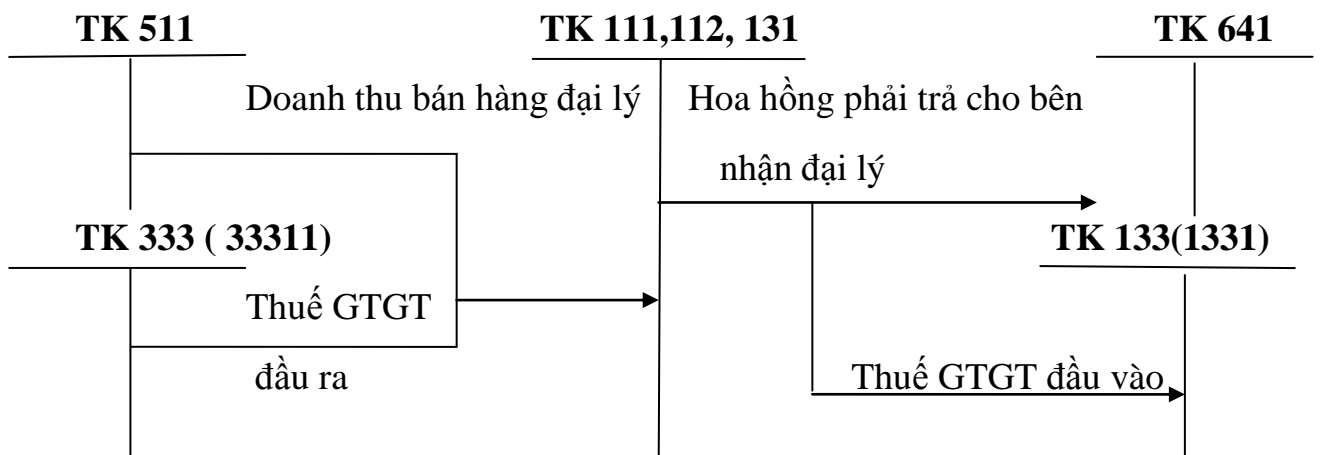 TK 511 TK 111,112, 131 TK 641
Doanh thu bán hàng đại lý Hoa hồng phải trả cho bên
nhận đại lý
TK 333 ( 33311) TK 133(1331)
Thuế GTGT
đầu ra Thuế GTGT đầu vào